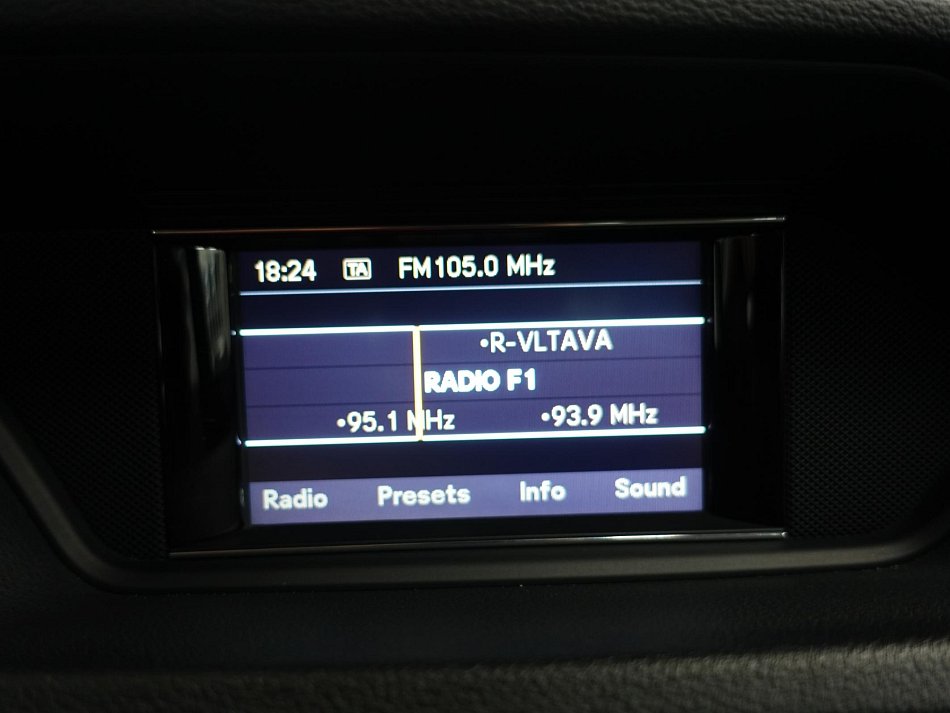 18:24 TA FM 105.0 MHz
•R-VLTAVA
RADIO F1
•95.1 MHz •93.9 MHz
Radio Presets Info Sound